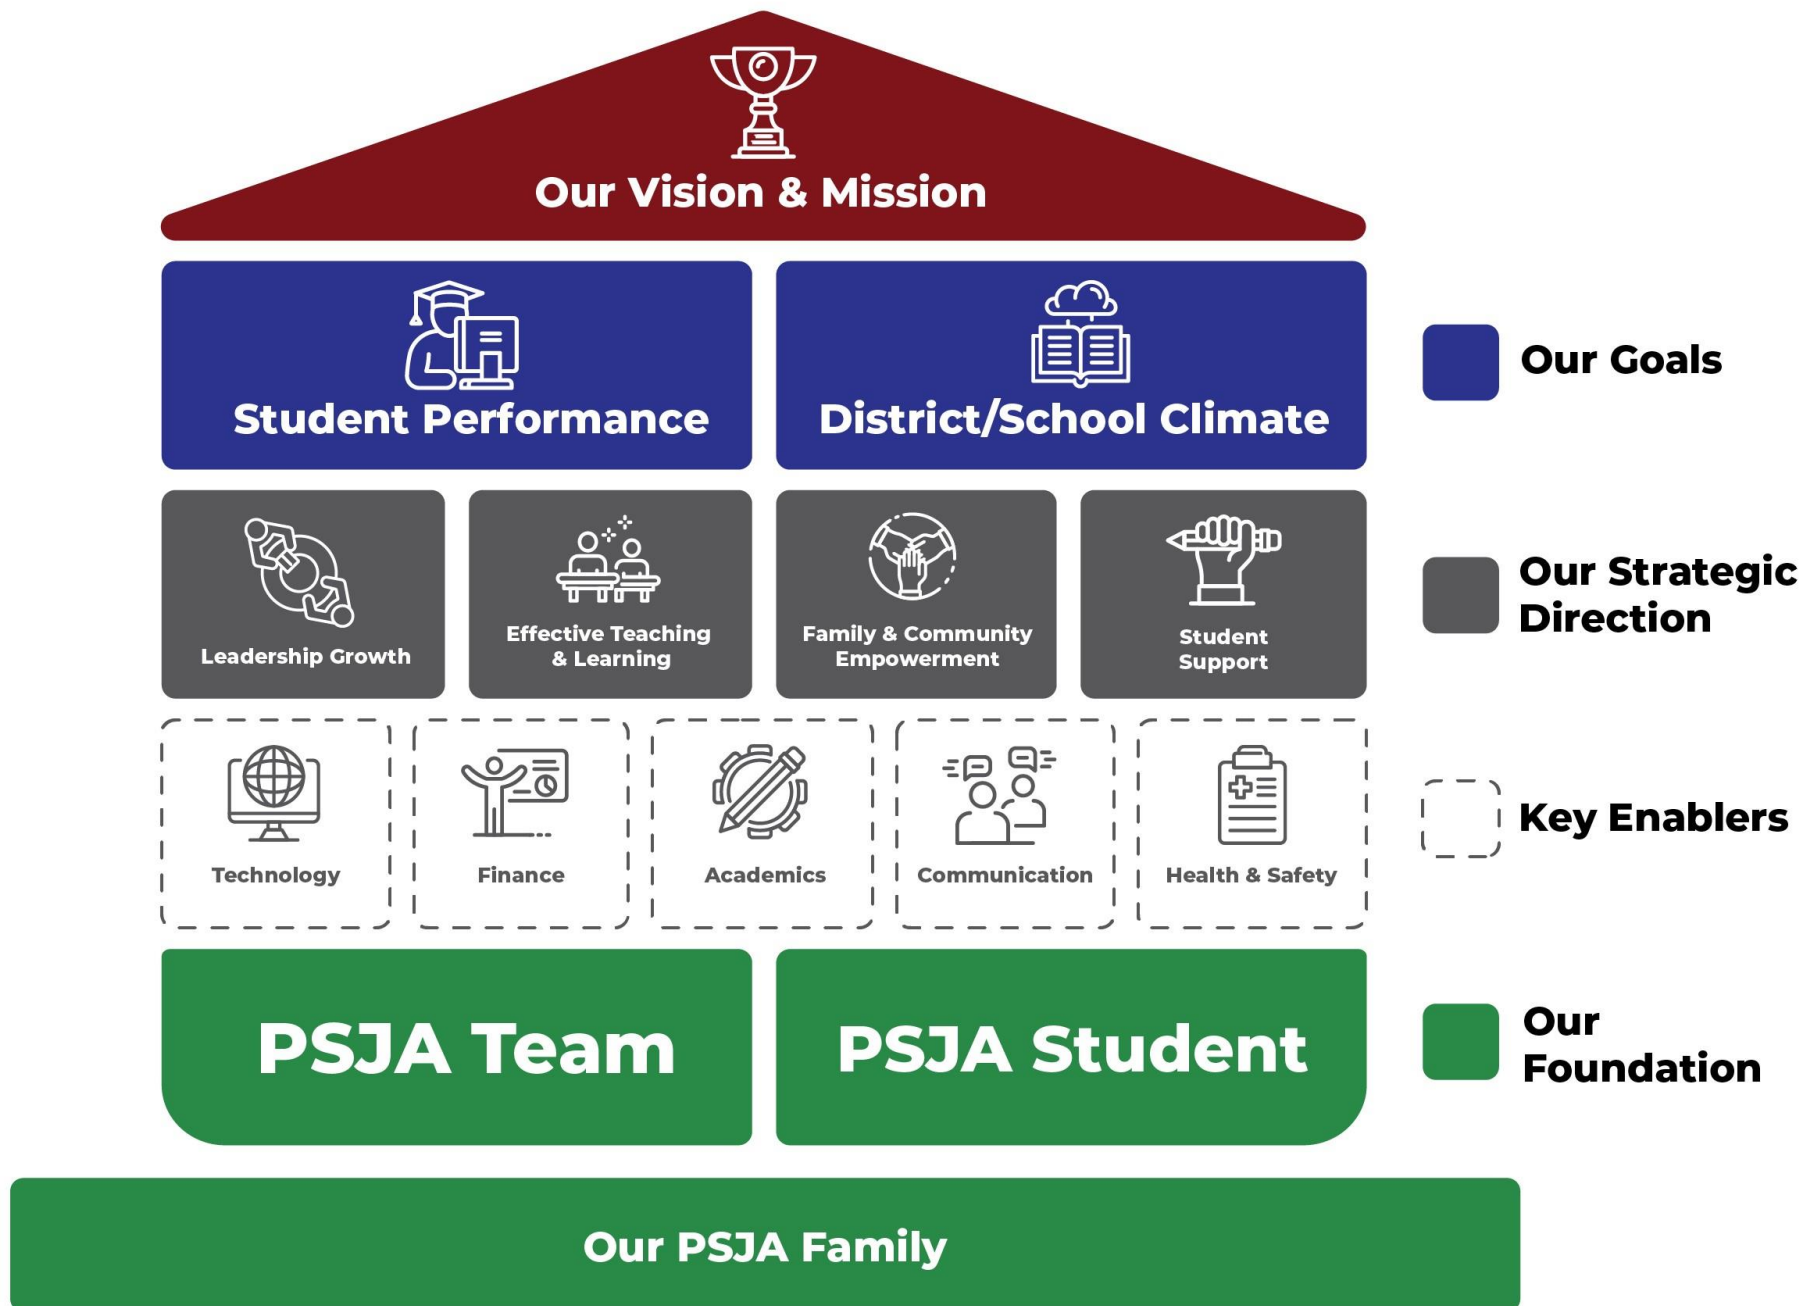 Our Vision & Mission
Student Performance
District/School Climate
Our Goals
Leadership Growth
Effective Teaching
& Learning
Family & Community
Empowerment
Student
Support
Our Strategic
Direction
Technology
Finance
Academics
Communication
Health & Safety
Key Enablers
PSJA Team
PSJA Student
Our
Foundation
Our PSJA Family